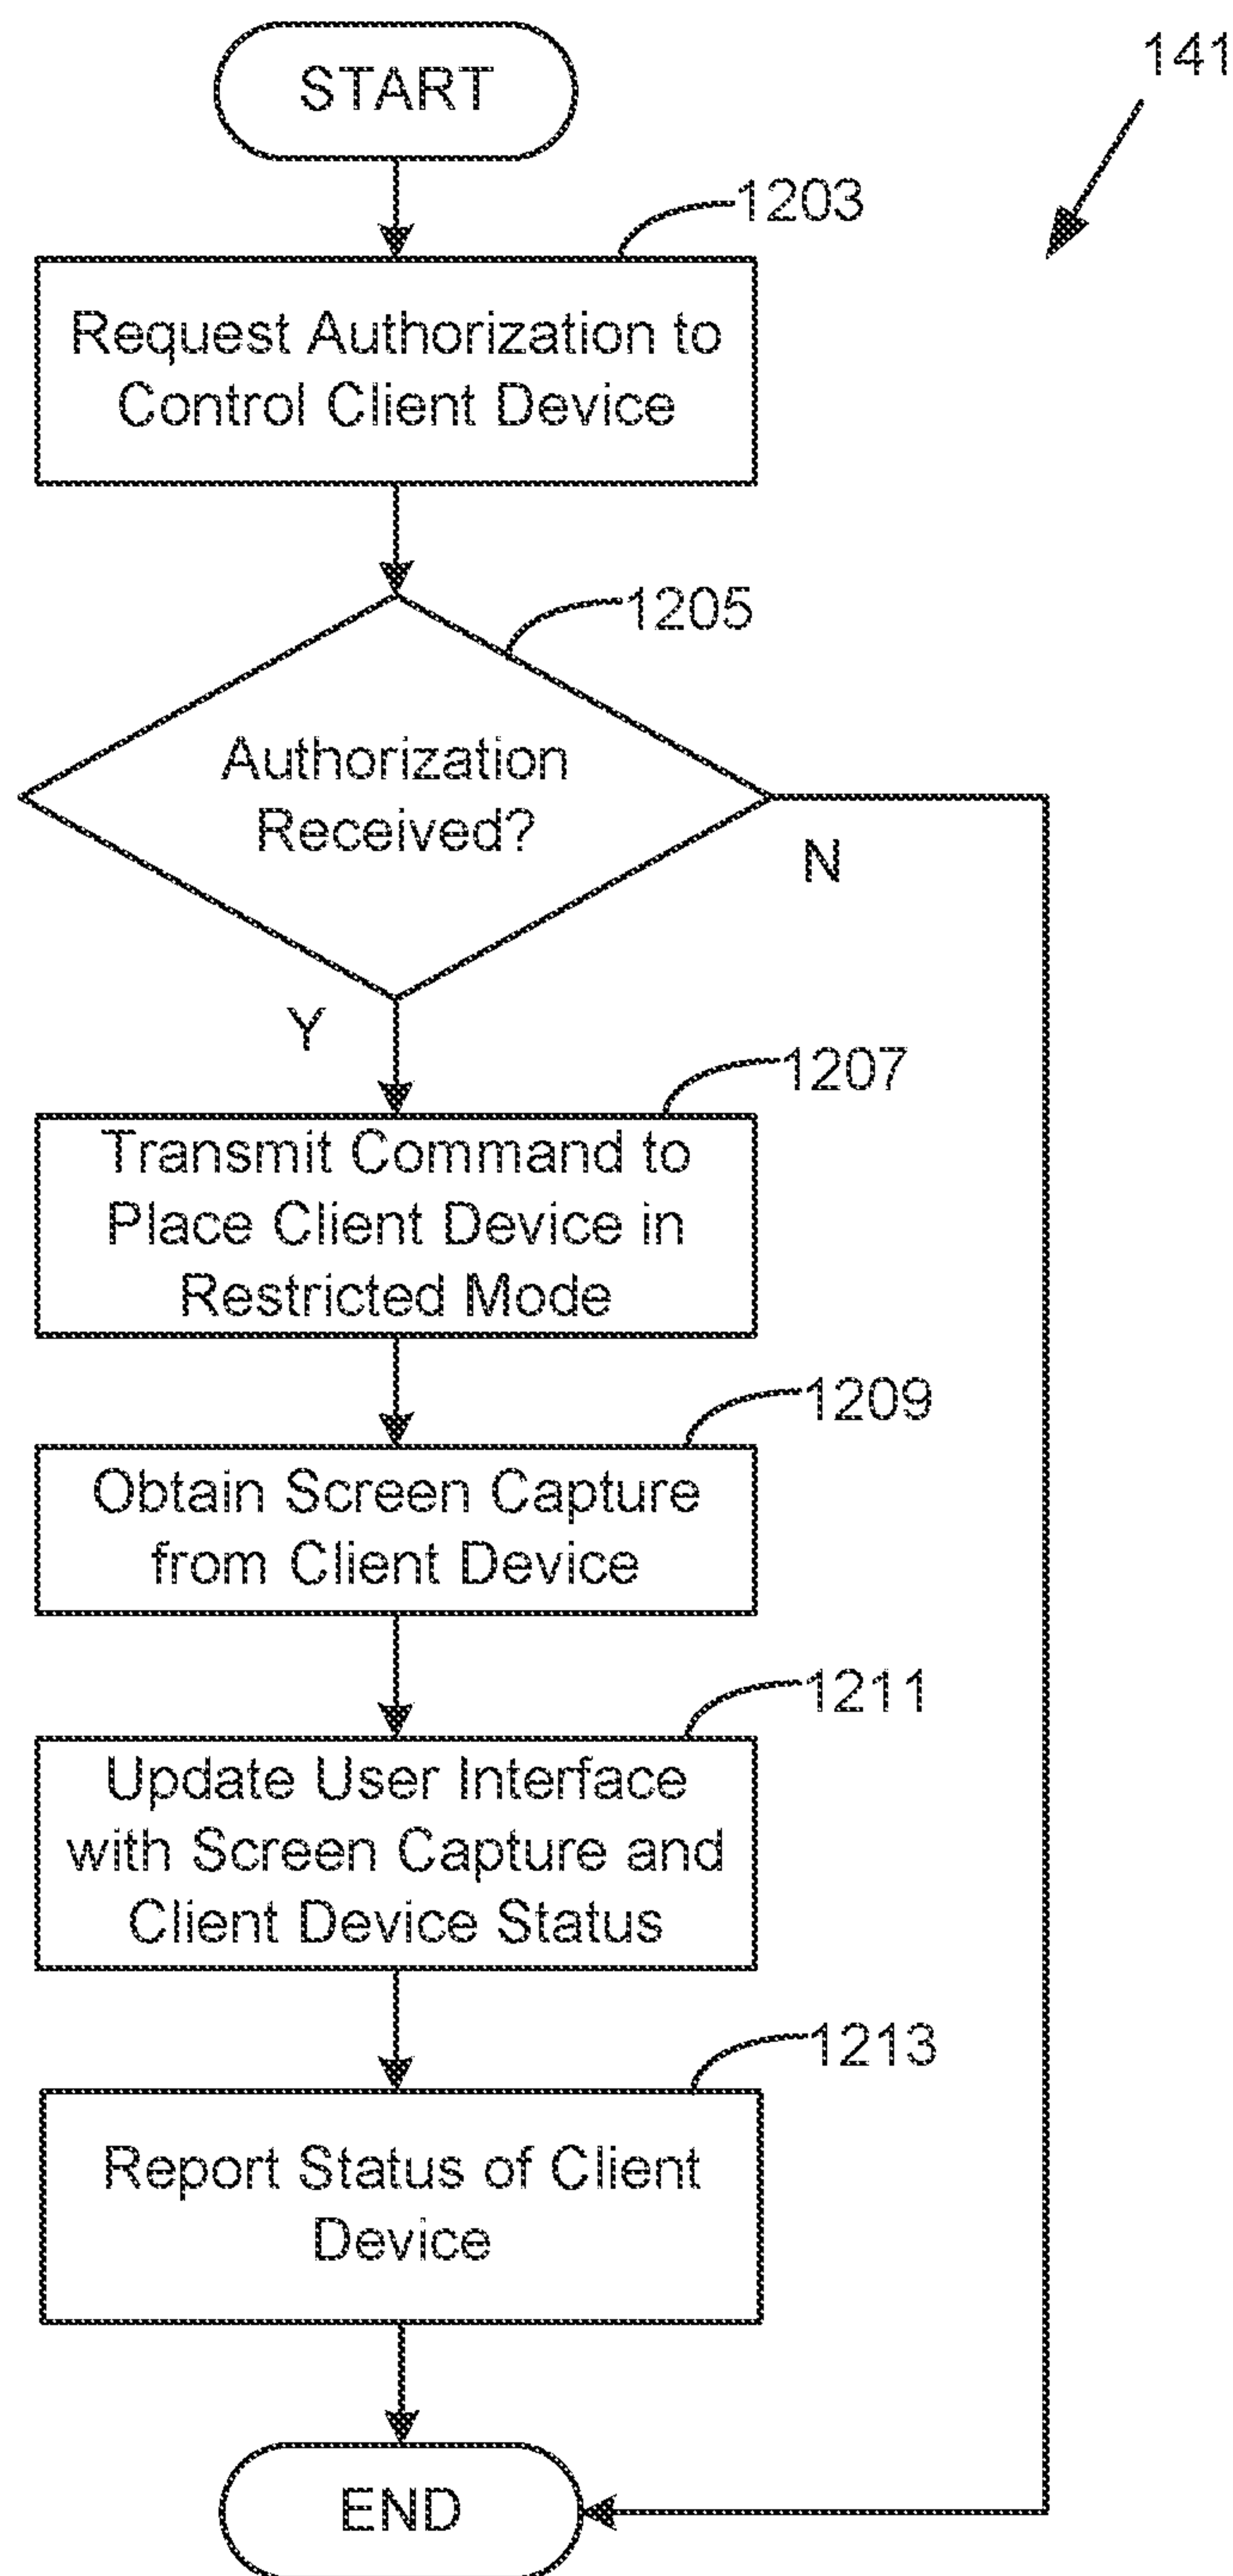 START
141
1203
Request Authorization to
Control Client Device
1205
Authorization
Received?
N
Y
1207
Transmit Command to
Place Client Device in
Restricted Mode
1209
Obtain Screen Capture
from Client Device
1211
Update User Interface
with Screen Capture and
Client Device Status
1213
Report Status of Client
Device
END